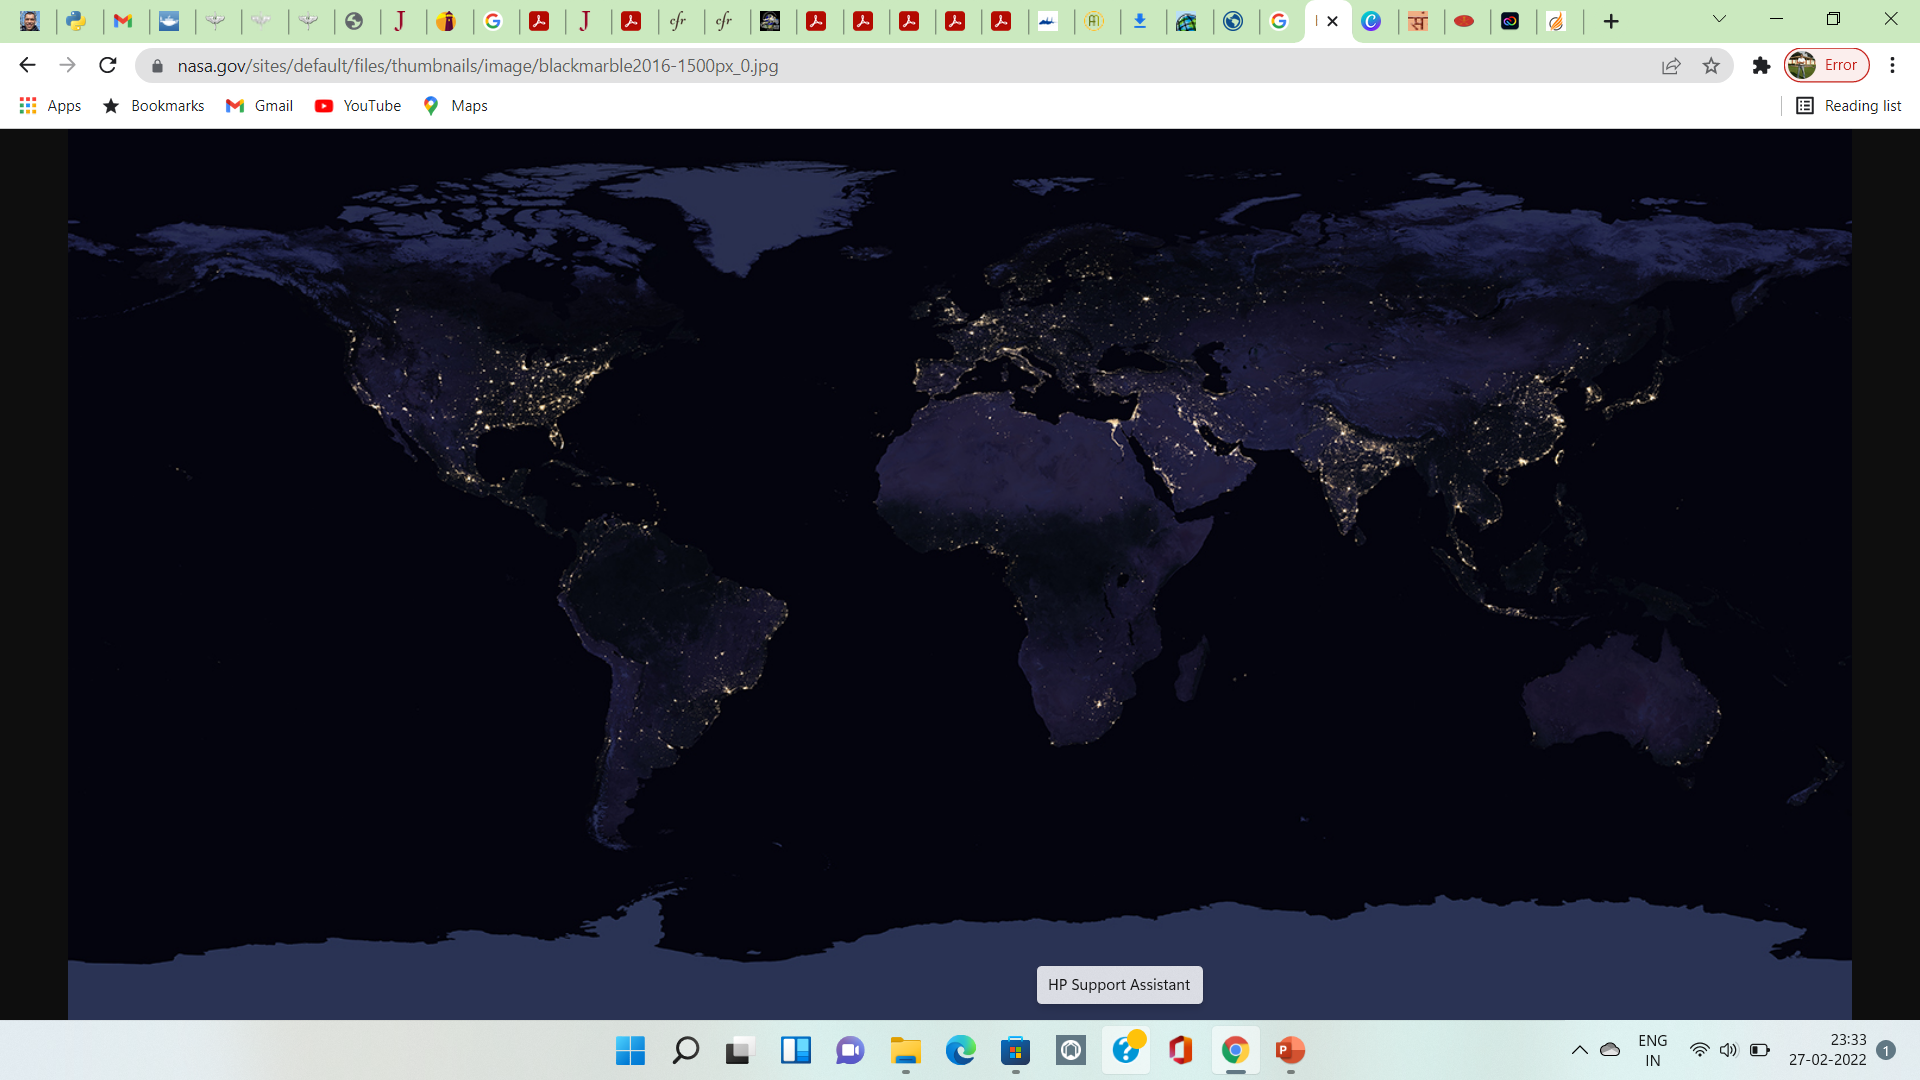 nasa.gov/sites/default/files/thumbnails/image/blackmarble2016-1500px_0.jpg
Error
Apps
Bookmarks
Gmail
YouTube
Maps
Reading list
HP Support Assistant
ENG
IN
23:33
27-02-2022
1